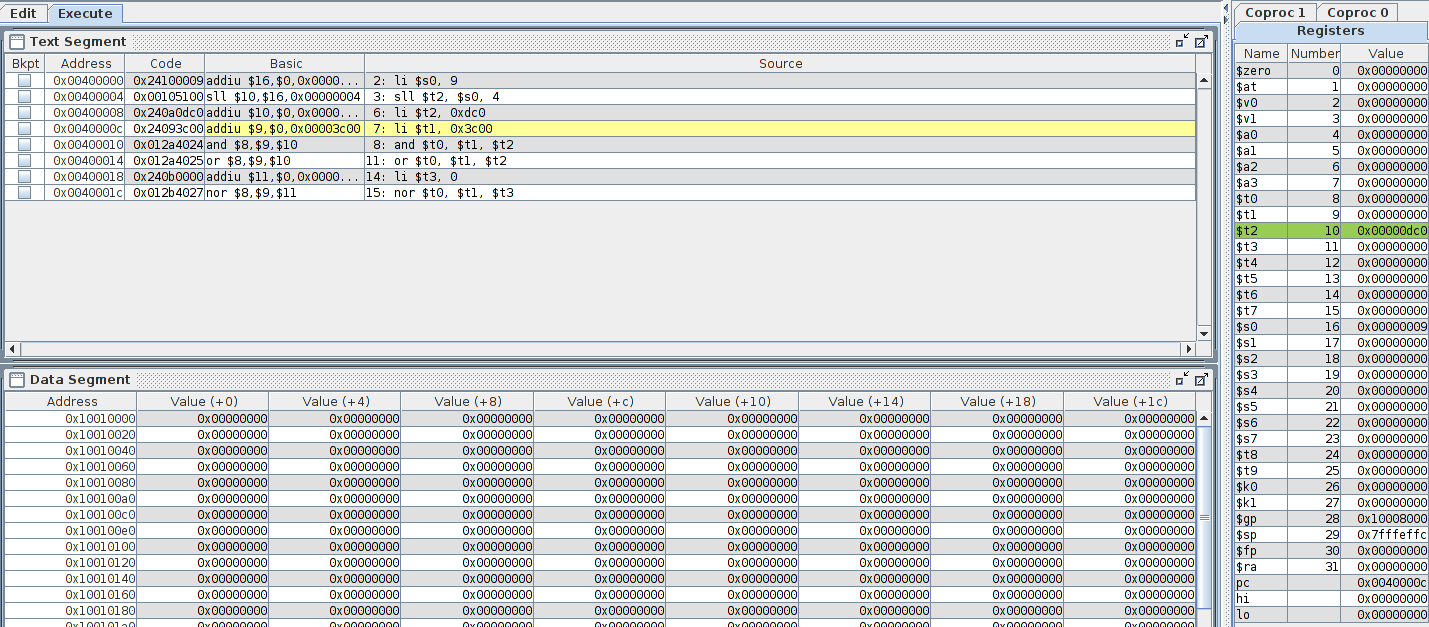 Edit Execute
Text Segment
Bkpt Address Code Basic Source
0x00400000 0x24100009 addiu $16,$0,0x0000... 2: li $s0, 9
0x00400004 0x00105100 sll $10,$16,0x00000004 3: sll $t2, $s0, 4
0x00400008 0x240a0dc0 addiu $10,$0,0x0000... 6: li $t2, 0xdc0
0x0040000c 0x24093c00 addiu $9,$0,0x00003c00 7: li $t1, 0x3c00
0x00400010 0x012a4024 and $8,$9,$10 8: and $t0, $t1, $t2
0x00400014 0x012a4025 or $8,$9,$10 11: or $t0, $t1, $t2
0x00400018 0x240b0000 addiu $11,$0,0x0000... 14: li $t3, 0
0x0040001c 0x012b4027 nor $8,$9,$11 15: nor $t0, $t1, $t3
Data Segment
Address Value (+0) Value (+4) Value (+8) Value (+c) Value (+10) Value (+14) Value (+18) Value (+1c)
0x10010000 0x00000000 0x00000000 0x00000000 0x00000000 0x00000000 0x00000000 0x00000000 0x00000000
0x10010020 0x00000000 0x00000000 0x00000000 0x00000000 0x00000000 0x00000000 0x00000000 0x00000000
0x10010040 0x00000000 0x00000000 0x00000000 0x00000000 0x00000000 0x00000000 0x00000000 0x00000000
0x10010060 0x00000000 0x00000000 0x00000000 0x00000000 0x00000000 0x00000000 0x00000000 0x00000000
0x10010080 0x00000000 0x00000000 0x00000000 0x00000000 0x00000000 0x00000000 0x00000000 0x00000000
0x100100a0 0x00000000 0x00000000 0x00000000 0x00000000 0x00000000 0x00000000 0x00000000 0x00000000
0x100100c0 0x00000000 0x00000000 0x00000000 0x00000000 0x00000000 0x00000000 0x00000000 0x00000000
0x100100e0 0x00000000 0x00000000 0x00000000 0x00000000 0x00000000 0x00000000 0x00000000 0x00000000
0x10010100 0x00000000 0x00000000 0x00000000 0x00000000 0x00000000 0x00000000 0x00000000 0x00000000
0x10010120 0x00000000 0x00000000 0x00000000 0x00000000 0x00000000 0x00000000 0x00000000 0x00000000
0x10010140 0x00000000 0x00000000 0x00000000 0x00000000 0x00000000 0x00000000 0x00000000 0x00000000
0x10010160 0x00000000 0x00000000 0x00000000 0x00000000 0x00000000 0x00000000 0x00000000 0x00000000
0x10010180 0x00000000 0x00000000 0x00000000 0x00000000 0x00000000 0x00000000 0x00000000 0x00000000
0x100101a0 0x00000000 0x00000000 0x00000000 0x00000000 0x00000000 0x00000000 0x00000000 0x00000000
Coproc 1 Coproc 0
Registers
Name Number Value
$zero 0 0x00000000
$at 1 0x00000000
$v0 2 0x00000000
$v1 3 0x00000000
$a0 4 0x00000000
$a1 5 0x00000000
$a2 6 0x00000000
$a3 7 0x00000000
$t0 8 0x00000000
$t1 9 0x00000000
$t2 10 0x00000dc0
$t3 11 0x00000000
$t4 12 0x00000000
$t5 13 0x00000000
$t6 14 0x00000000
$t7 15 0x00000000
$s0 16 0x00000009
$s1 17 0x00000000
$s2 18 0x00000000
$s3 19 0x00000000
$s4 20 0x00000000
$s5 21 0x00000000
$s6 22 0x00000000
$s7 23 0x00000000
$t8 24 0x00000000
$t9 25 0x00000000
$k0 26 0x00000000
$k1 27 0x00000000
$gp 28 0x10008000
$sp 29 0x7fffeffc
$fp 30 0x00000000
$ra 31 0x00000000
pc 0x0040000c
hi 0x00000000
lo 0x00000000